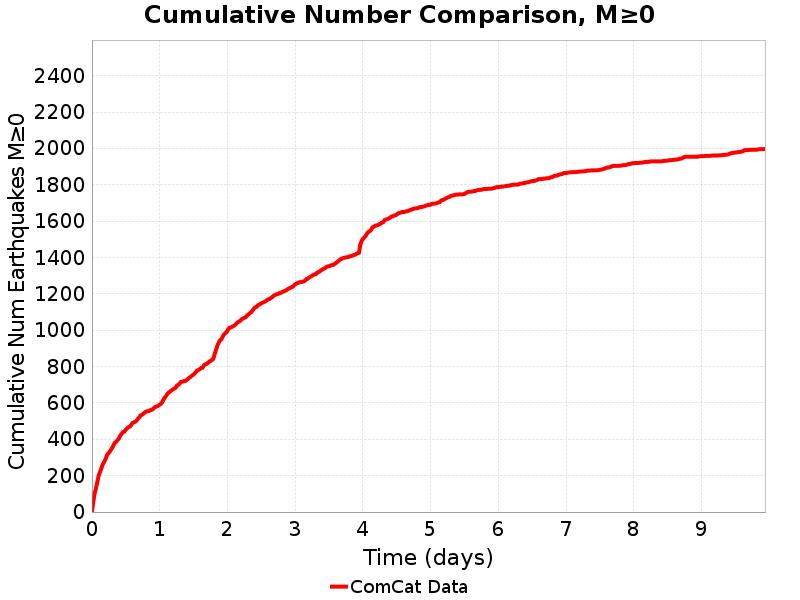 Cumulative Number Comparison, M≥0
Cumulative Num Earthquakes M≥0
2400
2200
2000
1800
1600
1400
1200
1000
800
600
400
200
0
0 1 2 3 4 5 6 7 8 9
Time (days)
ComCat Data